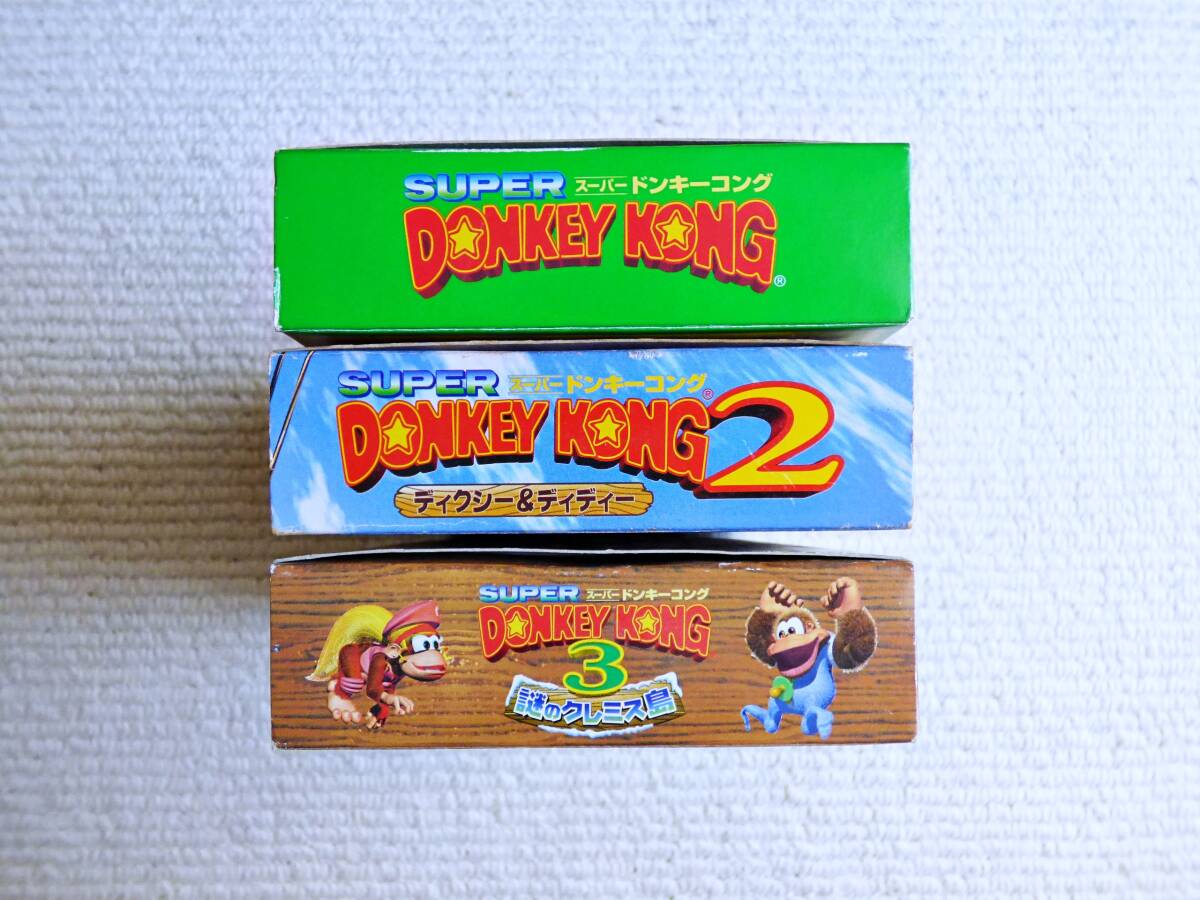 SUPER スーパードンキーコング
DONKEY KONG®
SUPER スーパードンキーコング
DONKEY KONG® 2
ディクシー&ディディー
SUPER スーパードンキーコング
DONKEY KONG
3
謎のクレミス島